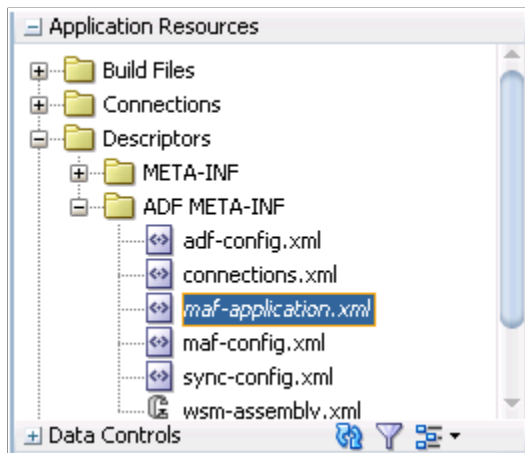 Application Resources
Build Files
Connections
Descriptors
META-INF
ADF META-INF
adf-config.xml
connections.xml
maf-application.xml
maf-config.xml
sync-config.xml
wsm-assembly.xml
Data Controls